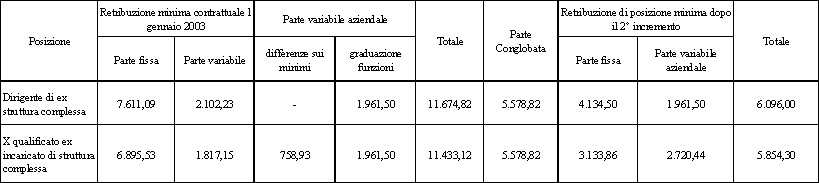 Posizione
Retribuzione minima contrattuale 1
gennaio 2003
Parte variabile aziendale
Totale
Parte
Conglobata
Retribuzione di posizione minima dopo
il 2° incremento
Totale
Parte fissa
Parte variabile
differenze sui
minimi
graduazione
funzioni
Parte fissa
Parte variabile
aziendale
Dirigente di ex
struttura complessa
7.611,09
2.102,23
-
1.961,50
11.674,82
5.578,82
4.134,50
1.961,50
6.096,00
X qualificato ex
incaricato di struttura
complessa
6.895,53
1.817,15
758,93
1.961,50
11.433,12
5.578,82
3.133,86
2.720,44
5.854,30